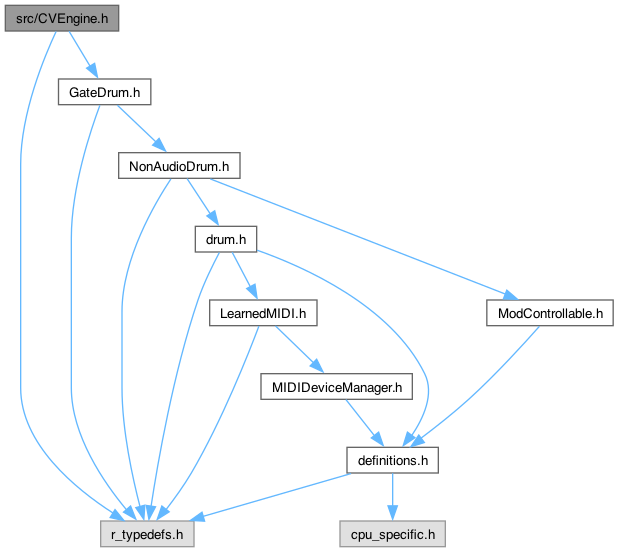 src/CVEngine.h
GateDrum.h
NonAudioDrum.h
drum.h
LearnedMIDI.h
ModControllable.h
MIDIDeviceManager.h
definitions.h
r_typedefs.h
cpu_specific.h